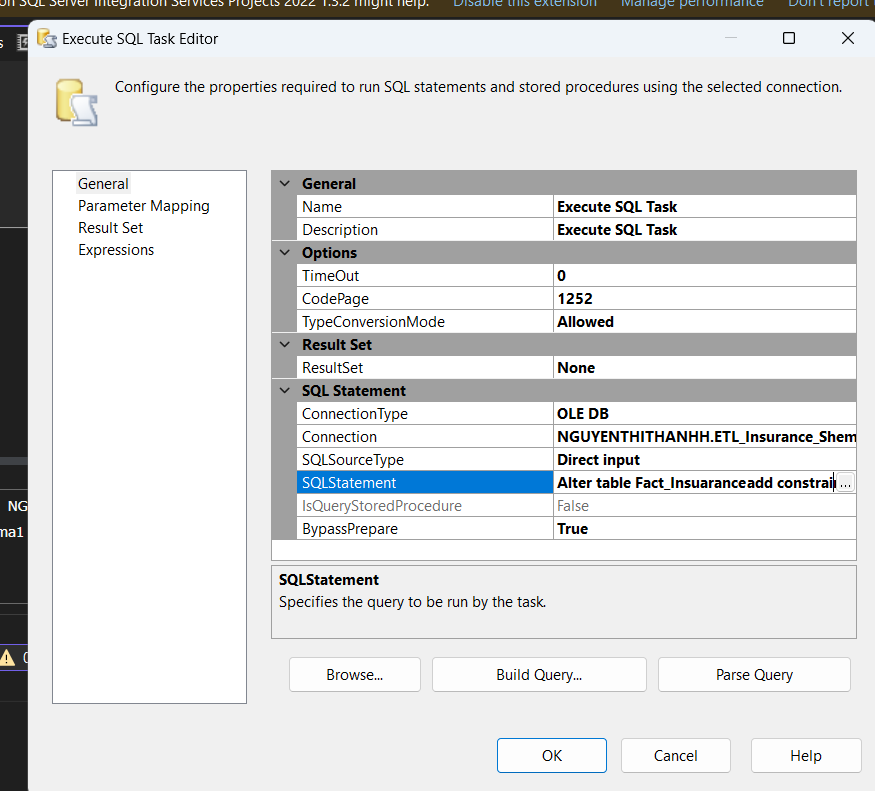 on SQL Server Integration Services Projects 2022 1.5.2 might help. Disable this extension Manage performance Don't report
s
Execute SQL Task Editor
Configure the properties required to run SQL statements and stored procedures using the selected connection.
General
Parameter Mapping
Result Set
Expressions
General
Name Execute SQL Task
Description Execute SQL Task
Options
TimeOut 0
CodePage 1252
TypeConversionMode Allowed
Result Set
ResultSet None
SQL Statement
ConnectionType OLE DB
Connection NGUYENTHITHANHH.ETL_Insurance_Shem
SQLSourceType Direct input
SQLStatement Alter table Fact_Insuaranceadd constrai ...
IsQueryStoredProcedure False
BypassPrepare True
NG
ma1
SQLStatement
Specifies the query to be run by the task.
0
Browse... Build Query... Parse Query
OK Cancel Help